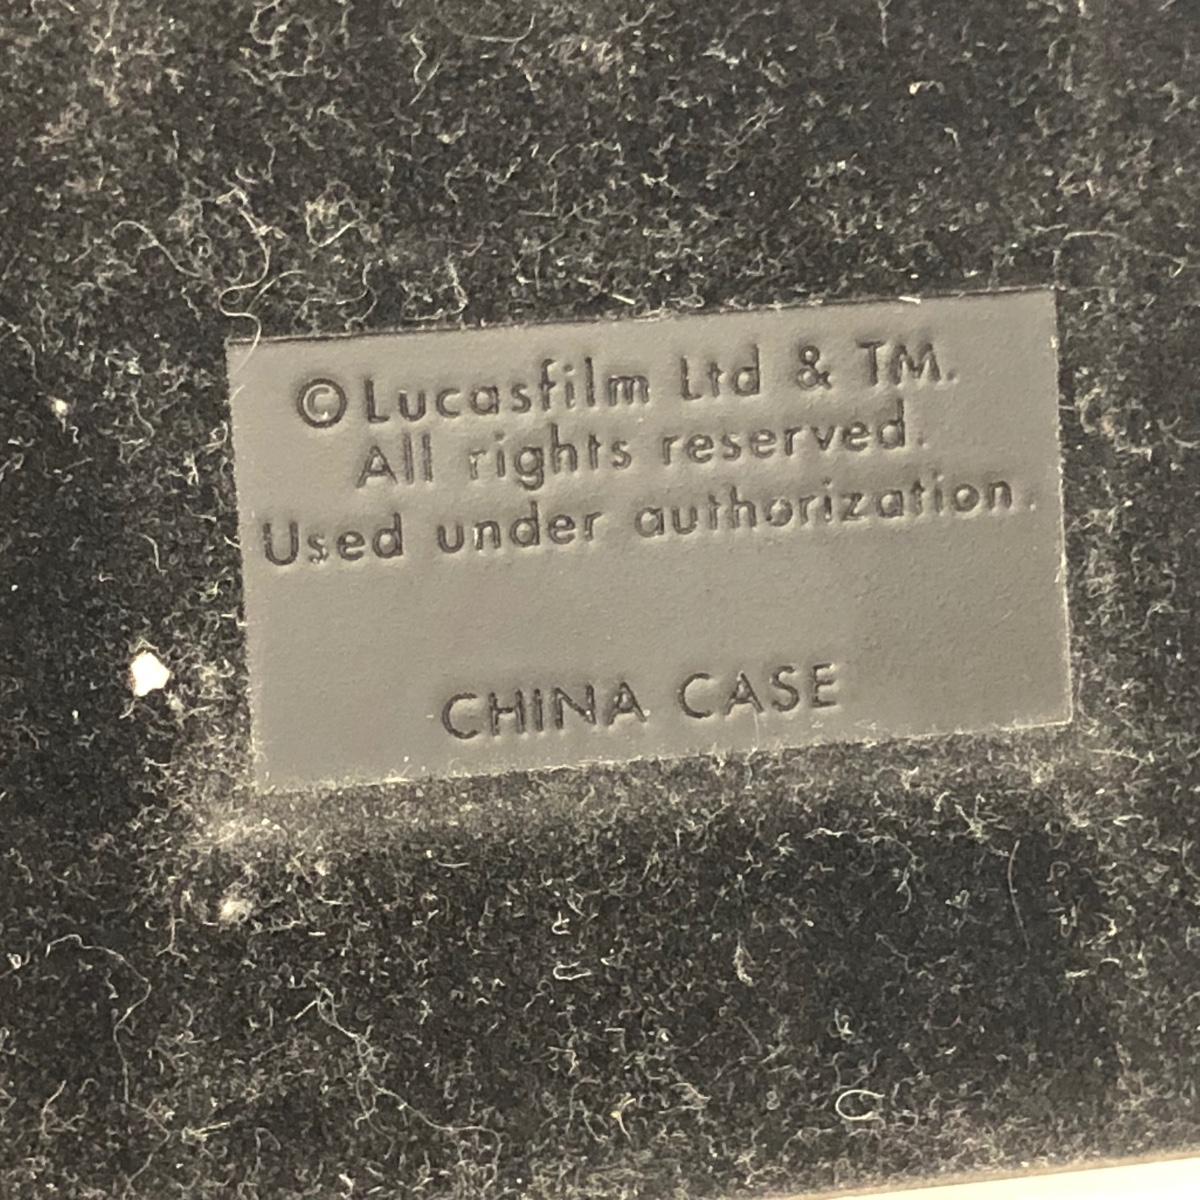 ©Lucasfilm Ltd & TM.
All rights reserved.
Used under authorization.
CHINA CASE